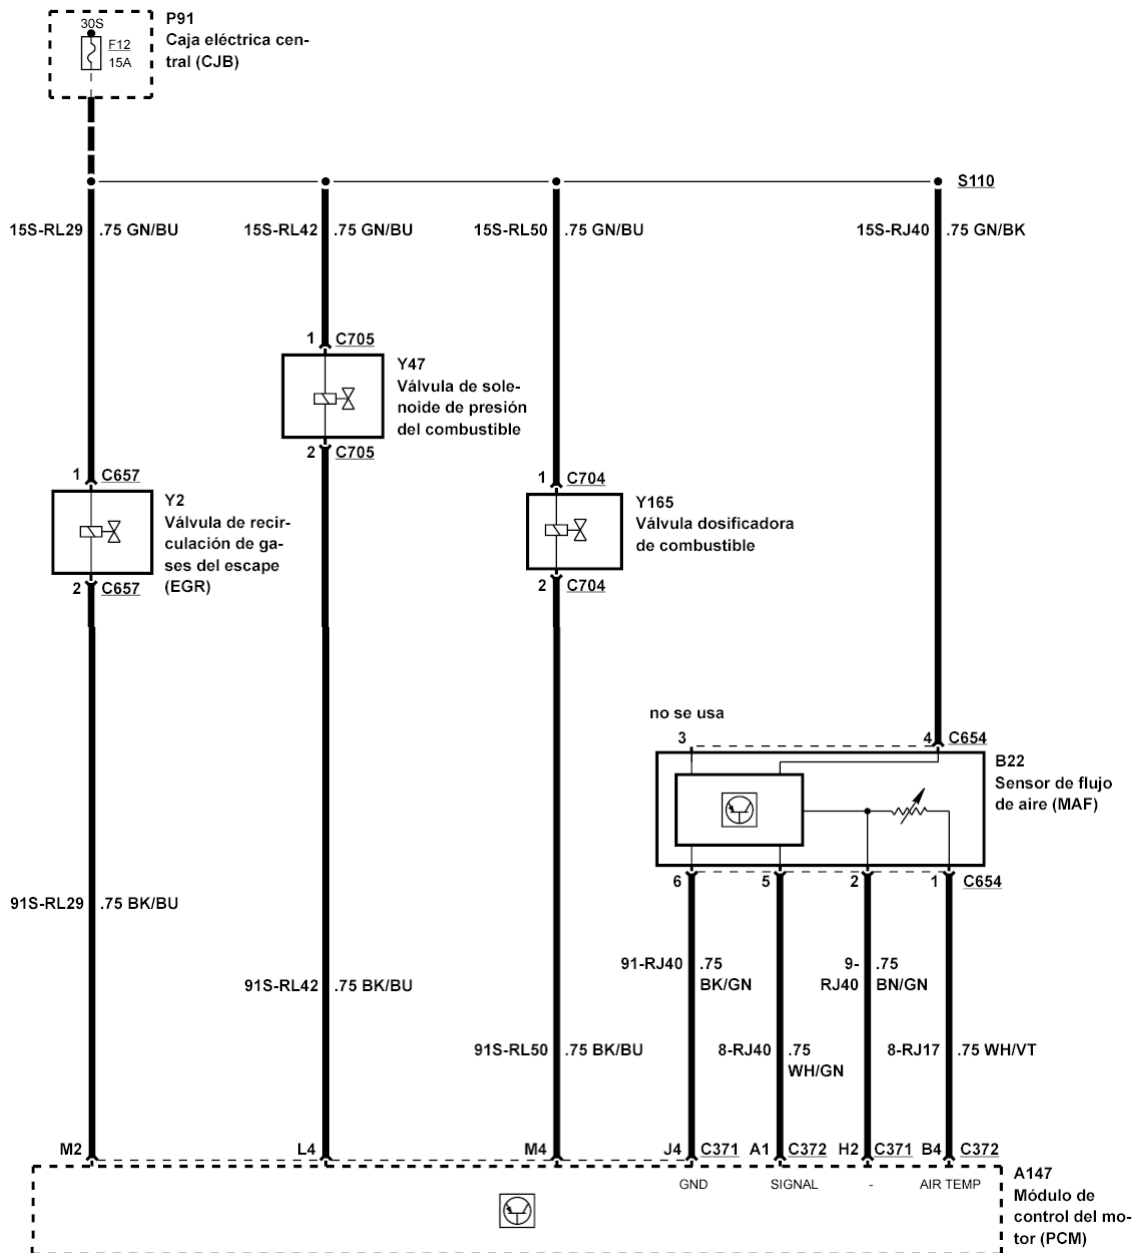 30S
F12
15A
P91
Caja eléctrica cen-
tral (CJB)
S110
15S-RL29 .75 GN/BU
15S-RL42 .75 GN/BU
15S-RL50 .75 GN/BU
15S-RJ40 .75 GN/BK
1 C705
Y47
Válvula de sole-
noide de presión
del combustible
2 C705
1 C657
Y2
Válvula de recir-
culación de ga-
ses del escape
(EGR)
2 C657
1 C704
Y165
Válvula dosificadora
de combustible
2 C704
no se usa
3
4 C654
B22
Sensor de flujo
de aire (MAF)
6 5 2 1 C654
91S-RL29 .75 BK/BU
91S-RL42 .75 BK/BU
91S-RL50 .75 BK/BU
91-RJ40 .75
BK/GN
9-
RJ40 .75
BN/GN
8-RJ40 .75
WH/GN
8-RJ17 .75 WH/VT
M2 L4 M4 J4 C371 A1 C372 H2 C371 B4 C372
GND SIGNAL - AIR TEMP
A147
Módulo de
control del mo-
tor (PCM)